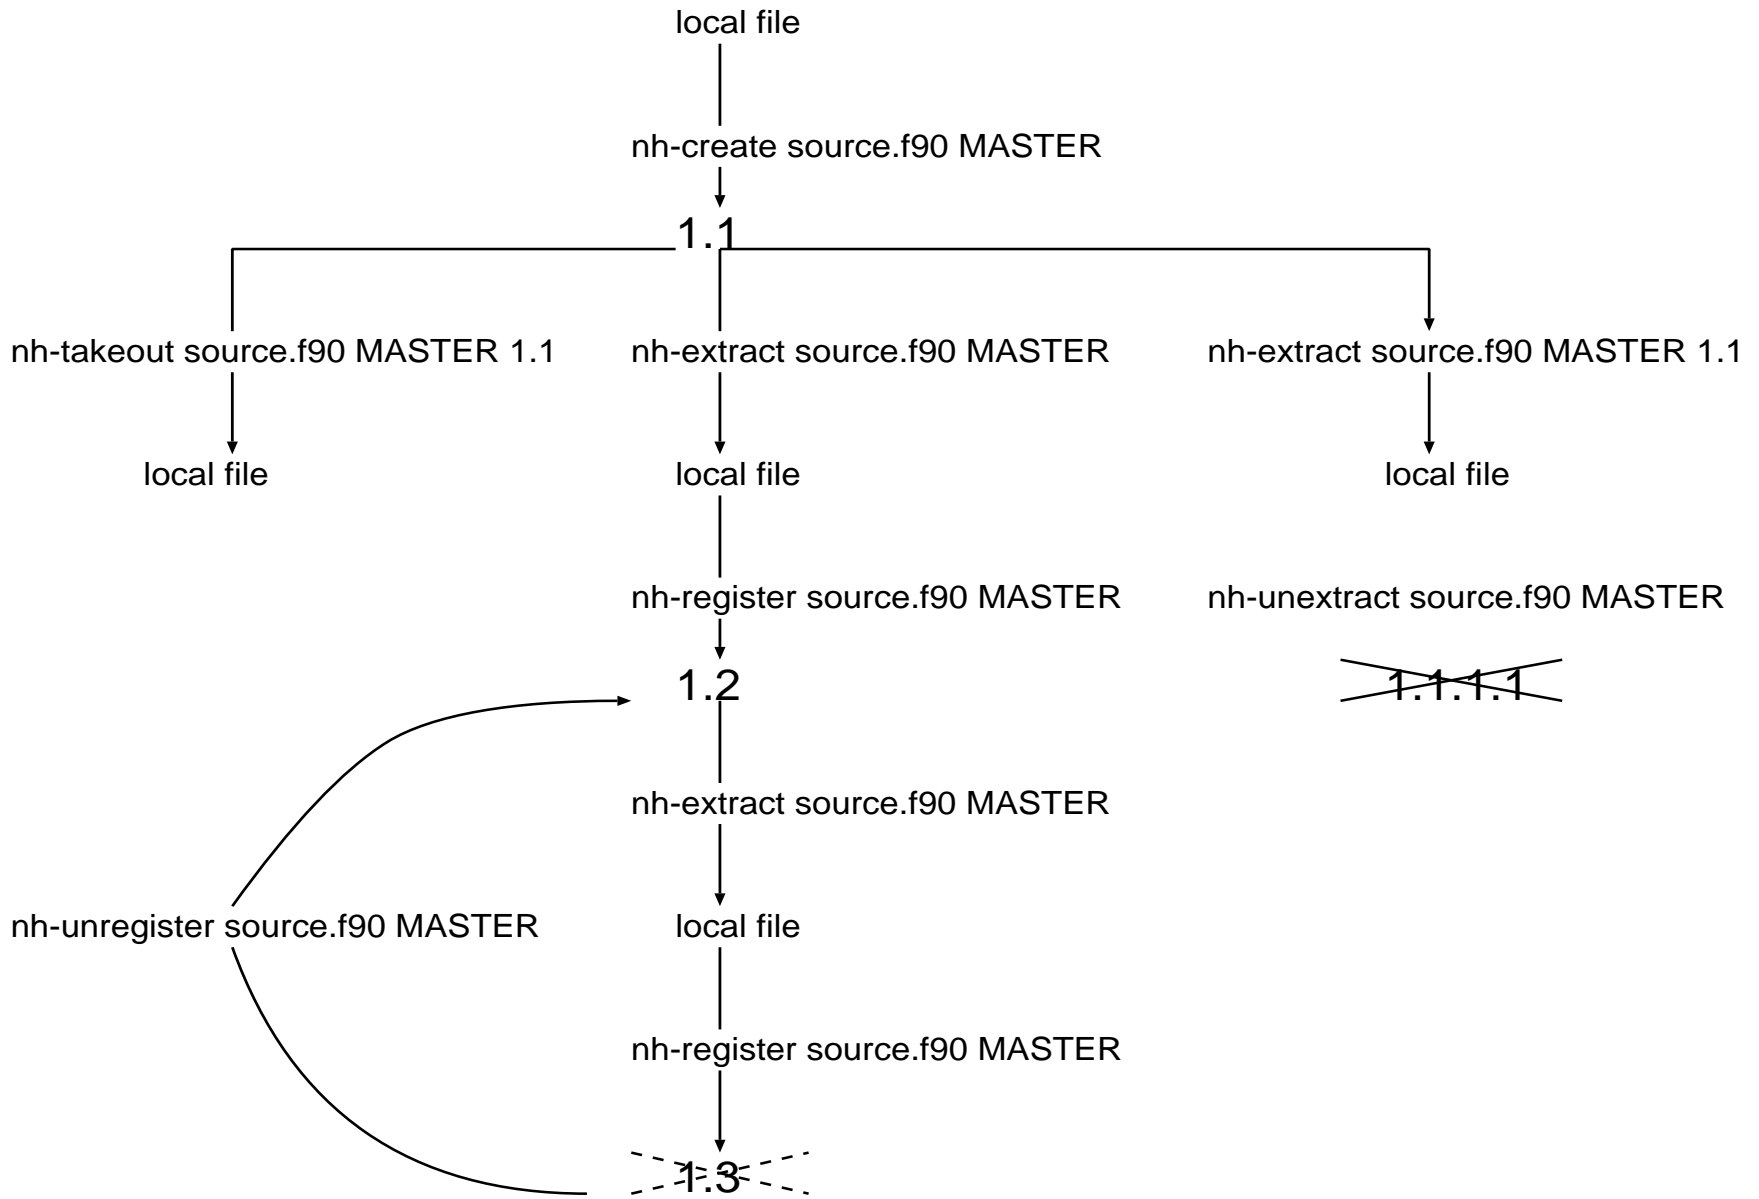 local file
nh-create source.f90 MASTER
1.1
nh-takeout source.f90 MASTER 1.1
nh-extract source.f90 MASTER
nh-extract source.f90 MASTER 1.1
local file
local file
local file
nh-register source.f90 MASTER
nh-unextract source.f90 MASTER
1.2
1.1.1.1
nh-extract source.f90 MASTER
nh-unregister source.f90 MASTER
local file
nh-register source.f90 MASTER
1.3